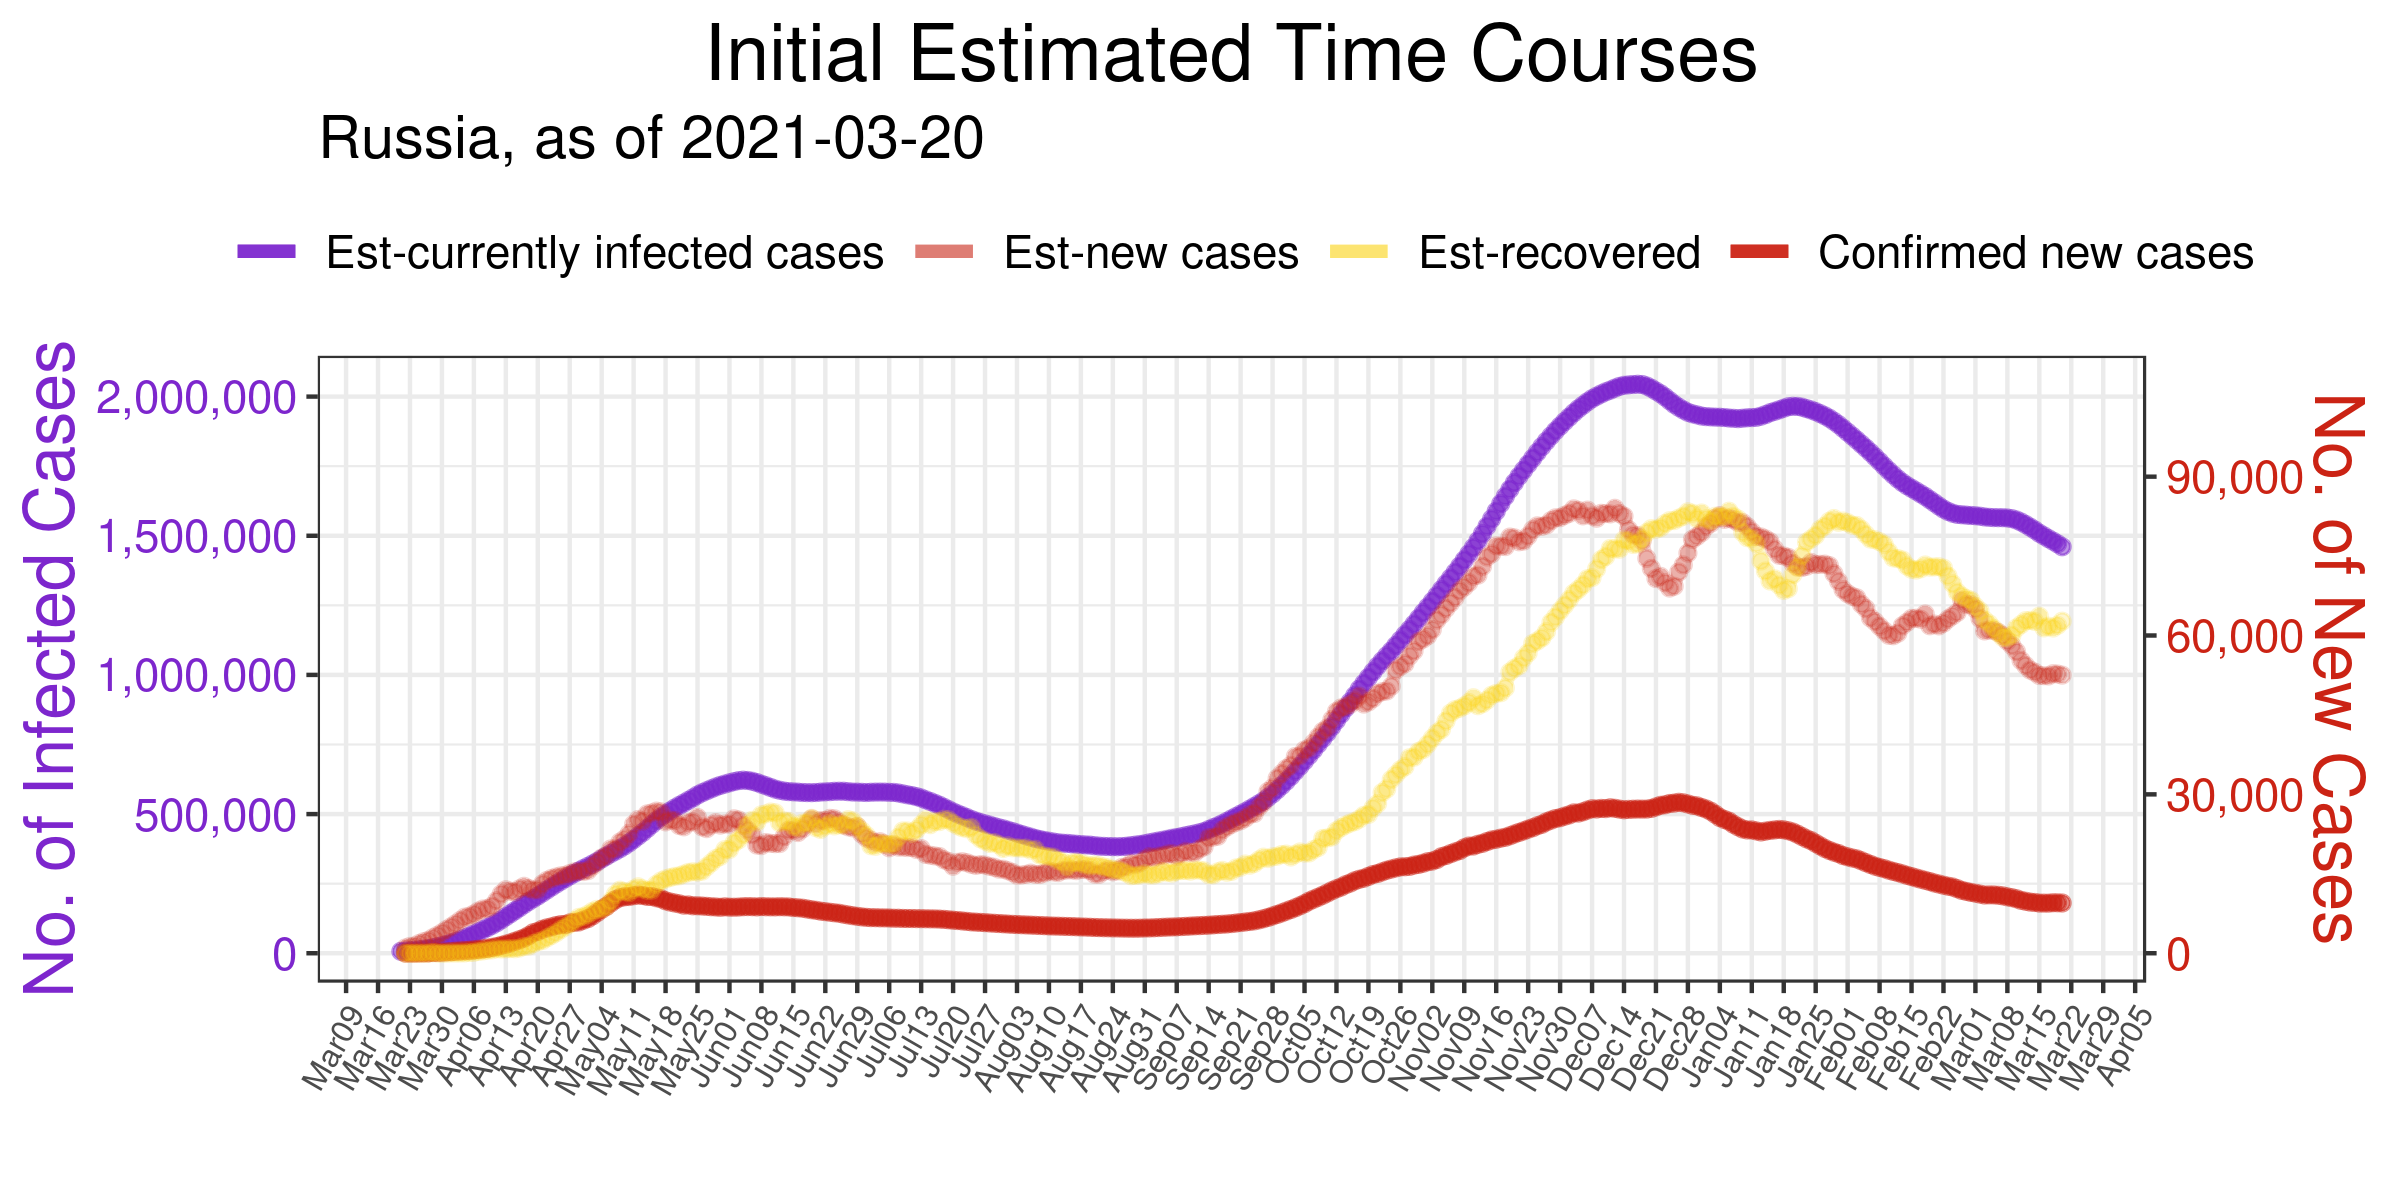 Initial Estimated Time Courses
Russia, as of 2021-03-20
Est-currently infected cases Est-new cases Est-recovered Confirmed new cases
No. of Infected Cases
2,000,000
1,500,000
1,000,000
500,000
0
90,000
60,000
30,000
0
No. of New Cases
Mar09 Mar16 Mar23 Mar30 Apr06 Apr13 Apr20 Apr27 May04 May11 May18 May25 Jun01 Jun08 Jun15 Jun22 Jun29 Jul06 Jul13 Jul20 Jul27 Aug03 Aug10 Aug17 Aug24 Aug31 Sep07 Sep14 Sep21 Sep28 Oct05 Oct12 Oct19 Oct26 Nov02 Nov09 Nov16 Nov23 Nov30 Dec07 Dec14 Dec21 Dec28 Jan04 Jan11 Jan18 Jan25 Feb01 Feb08 Feb15 Feb22 Mar01 Mar08 Mar15 Mar22 Mar29 Apr05